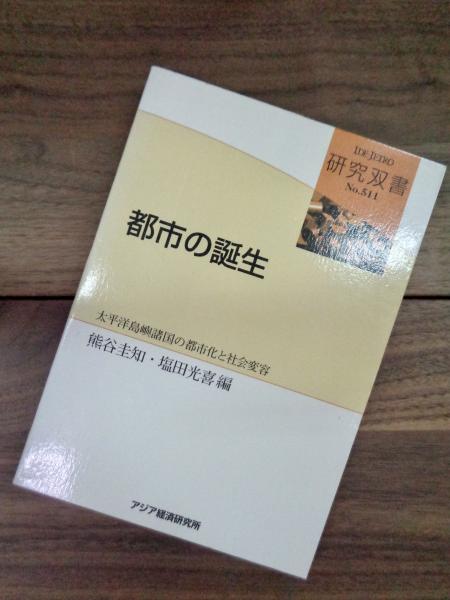 IDE-JETRO
研究双書
No.511
都市の誕生
太平洋島嶼諸国の都市化と社会変容
熊谷圭知・塩田光喜 編
アジア経済研究所